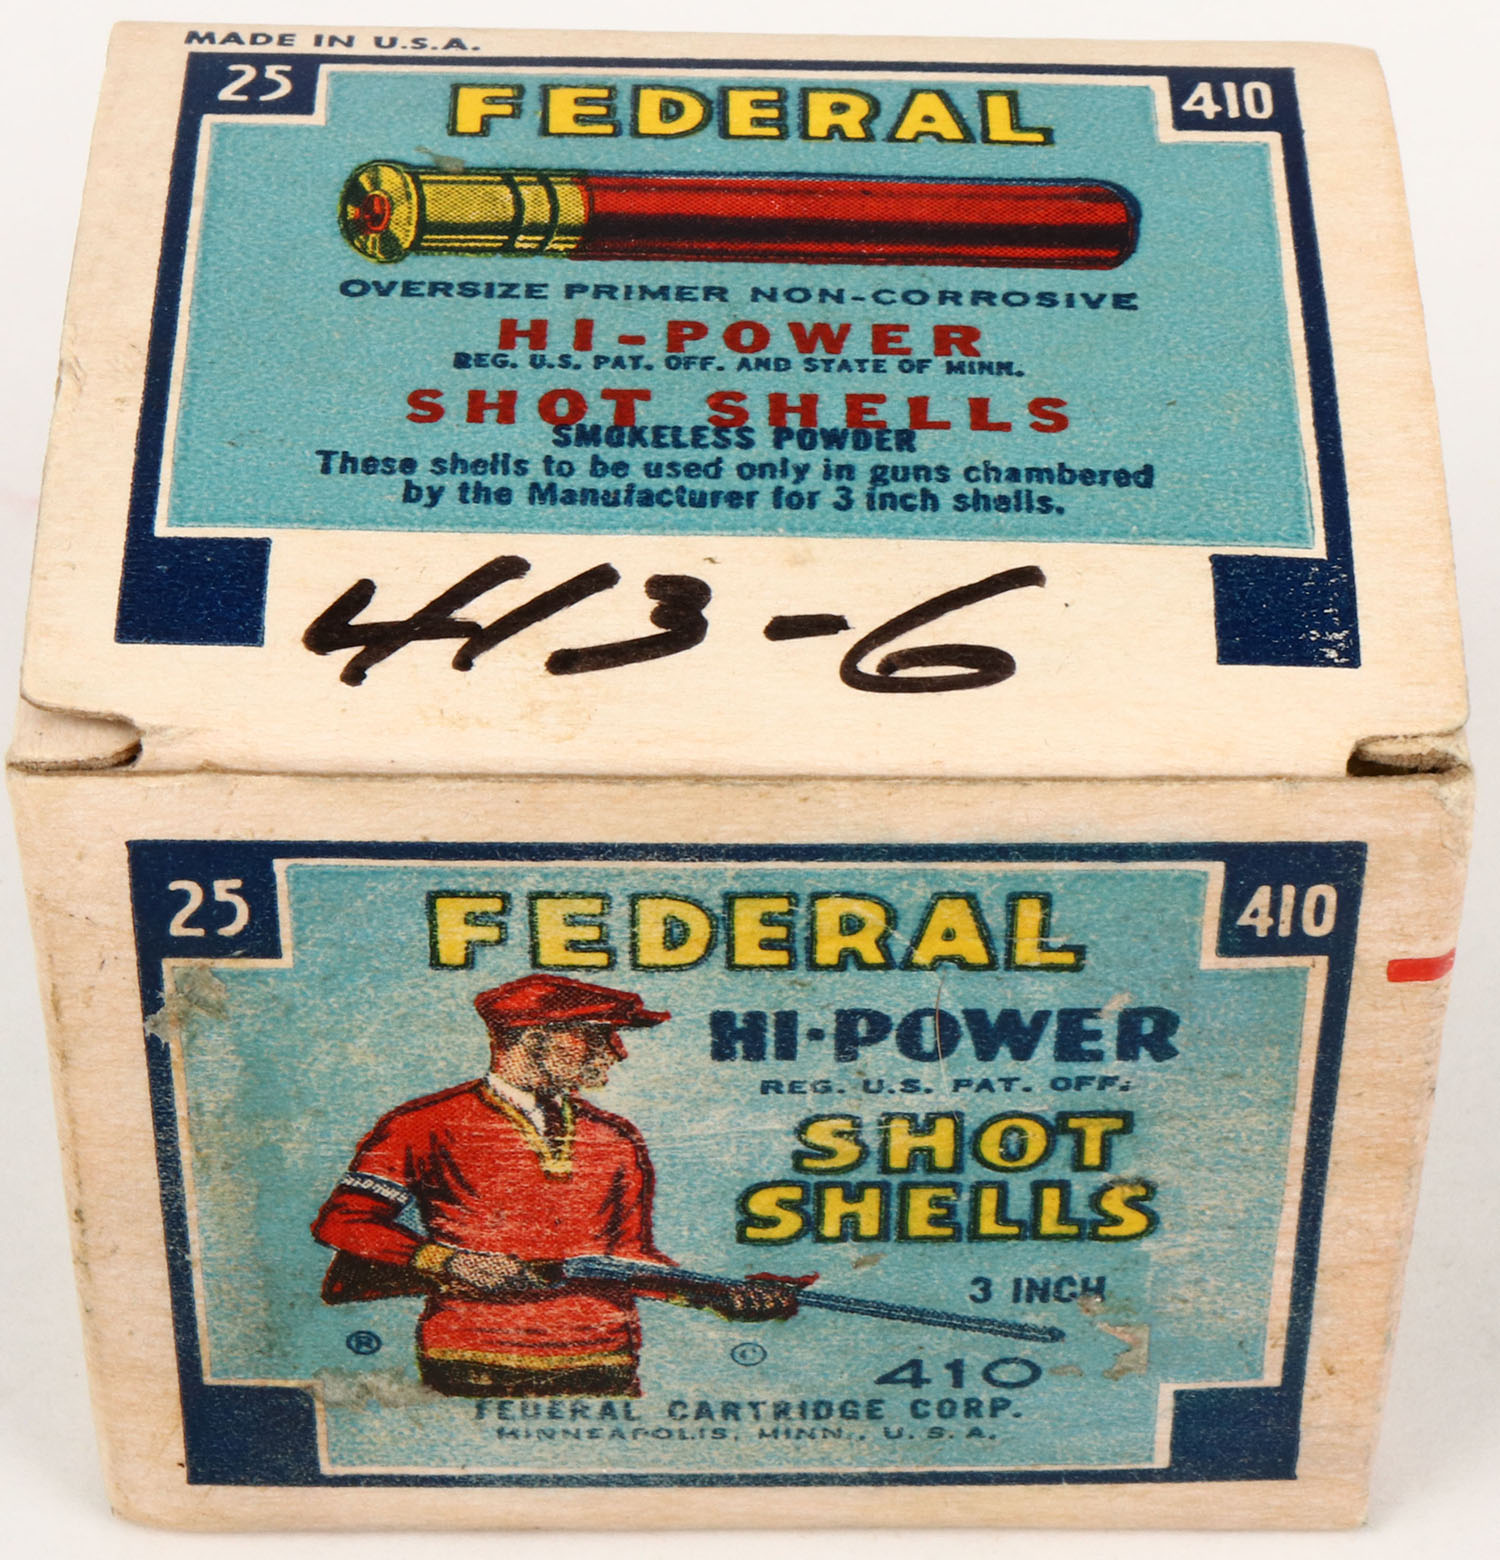 MADE IN U.S.A.
25
410
FEDERAL
OVERSIZE PRIMER NON-CORROSIVE
HI-POWER
REG. U.S. PAT. OFF. AND STATE OF MINN.
SHOT SHELLS
SMOKELESS POWDER
These shells to be used only in guns chambered
by the Manufacturer for 3 inch shells.
413-6
25
410
FEDERAL
HI-POWER
REG. U.S. PAT. OFF.
SHOT
SHELLS
3 INCH
® ©
410
FEDERAL CARTRIDGE CORP.
MINNEAPOLIS, MINN., U.S.A.